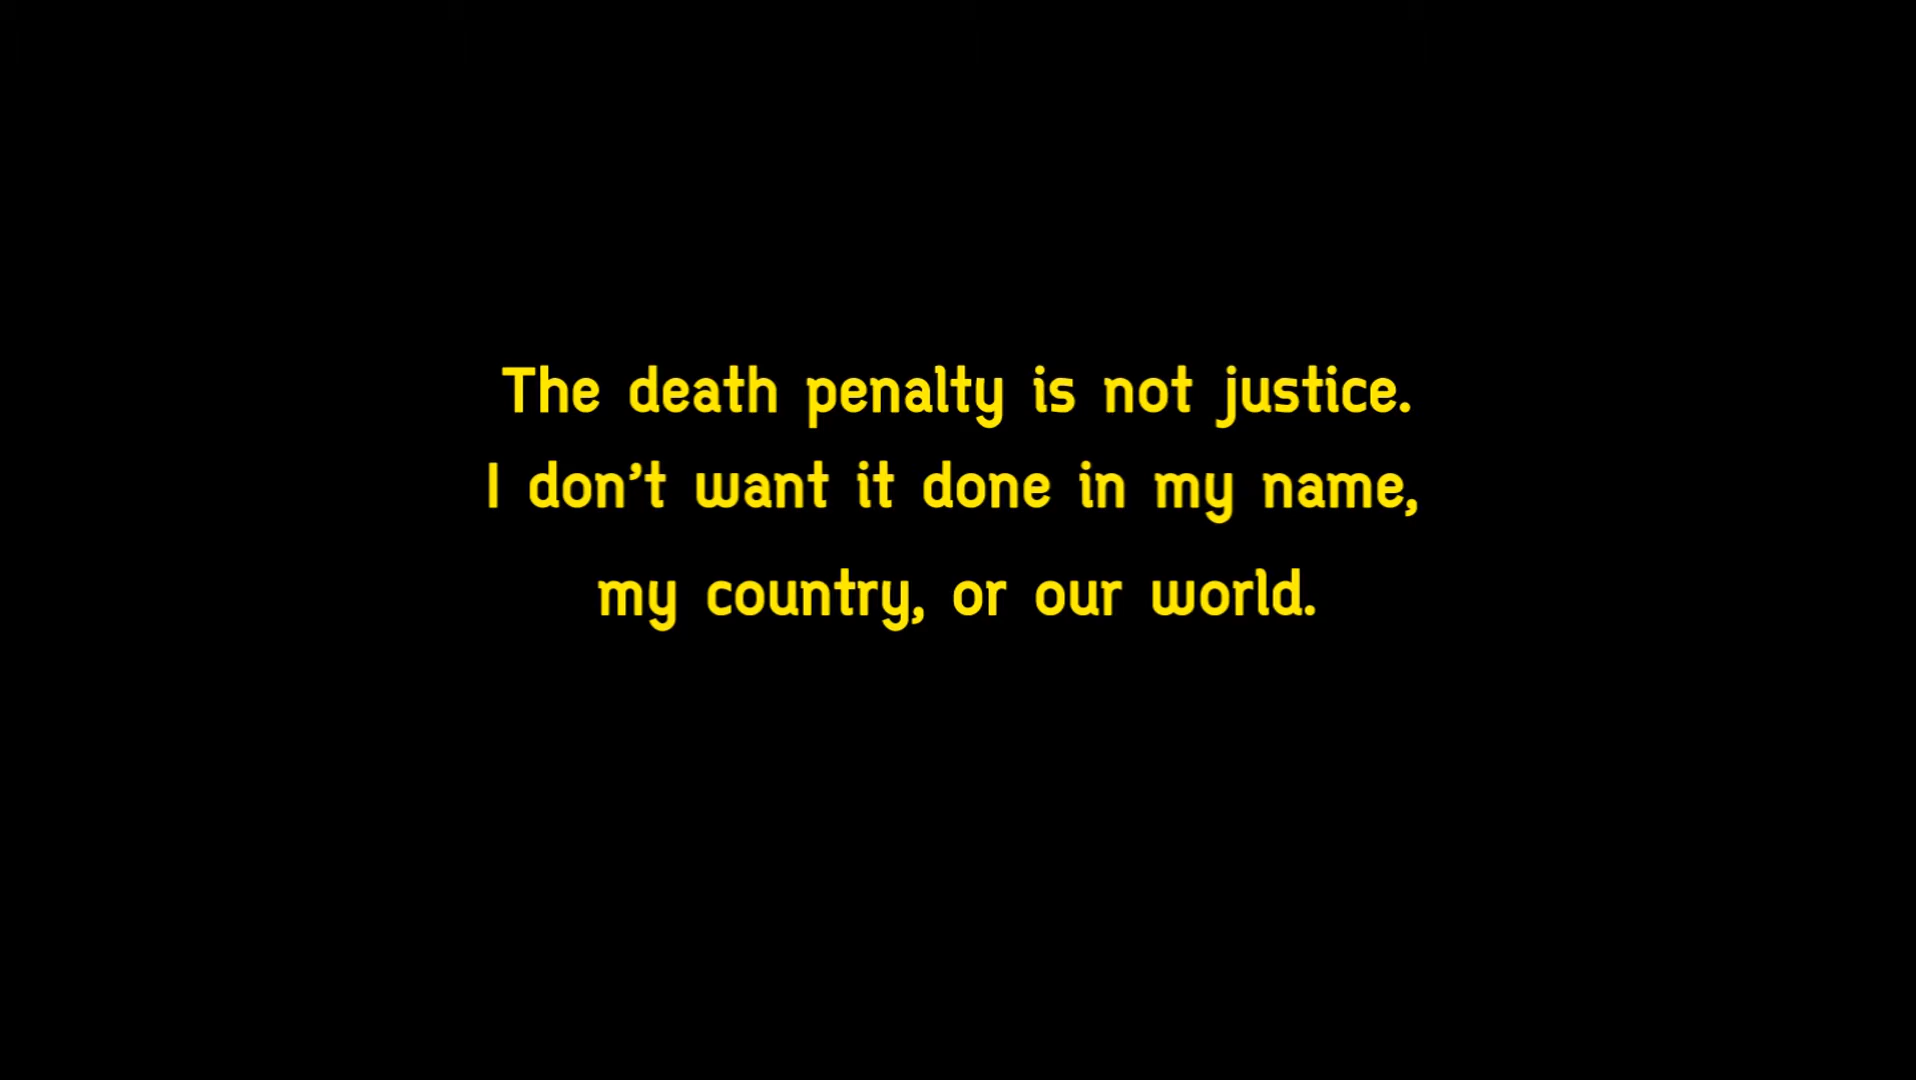 The death penalty is not justice.
I don’t want it done in my name,
my country, or our world.